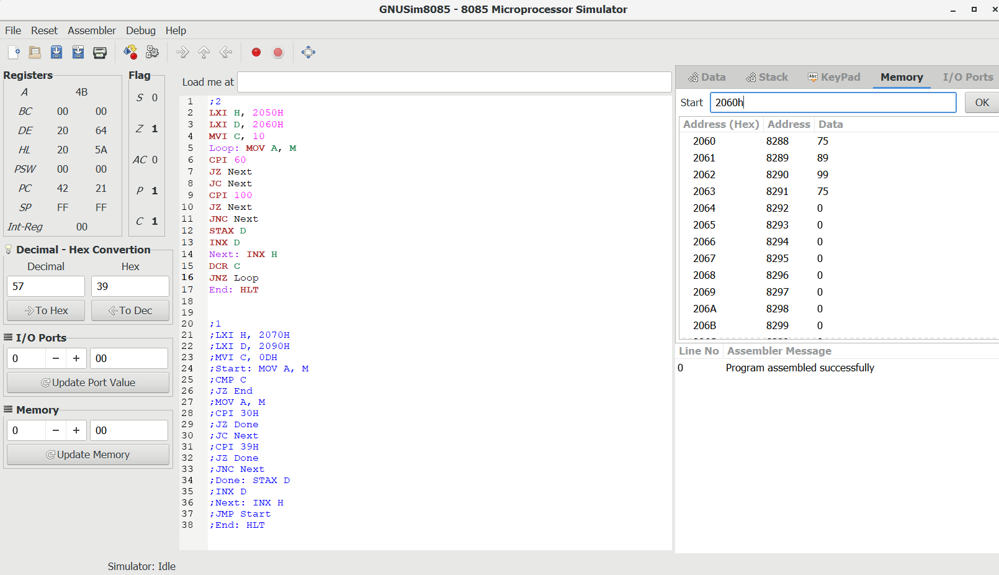 GNUSim8085 - 8085 Microprocessor Simulator
File Reset Assembler Debug Help
Registers
A 4B
BC 00 00
DE 20 64
HL 20 5A
PSW 00 00
PC 42 21
SP FF FF
Int-Reg 00
Flag
S 0
Z 1
AC 0
P 1
C 1
Decimal - Hex Convertion
Decimal Hex
57 39
To Hex To Dec
I/O Ports
0 − + 00
Update Port Value
Memory
0 − + 00
Update Memory
Load me at
1 ;2
2 LXI H, 2050H
3 LXI D, 2060H
4 MVI C, 10
5 Loop: MOV A, M
6 CPI 60
7 JZ Next
8 JC Next
9 CPI 100
10 JZ Next
11 JNC Next
12 STAX D
13 INX D
14 Next: INX H
15 DCR C
16 JNZ Loop
17 End: HLT
18
19
20 ;1
21 ;LXI H, 2070H
22 ;LXI D, 2090H
23 ;MVI C, 0DH
24 ;Start: MOV A, M
25 ;CMP C
26 ;JZ End
27 ;MOV A, M
28 ;CPI 30H
29 ;JZ Done
30 ;JC Next
31 ;CPI 39H
32 ;JZ Done
33 ;JNC Next
34 ;Done: STAX D
35 ;INX D
36 ;Next: INX H
37 ;JMP Start
38 ;End: HLT
Data Stack Abc KeyPad Memory I/O Ports
Start 2060h OK
Address (Hex) Address Data
2060 8288 75
2061 8289 89
2062 8290 99
2063 8291 75
2064 8292 0
2065 8293 0
2066 8294 0
2067 8295 0
2068 8296 0
2069 8297 0
206A 8298 0
206B 8299 0
Line No Assembler Message
0 Program assembled successfully
Simulator: Idle